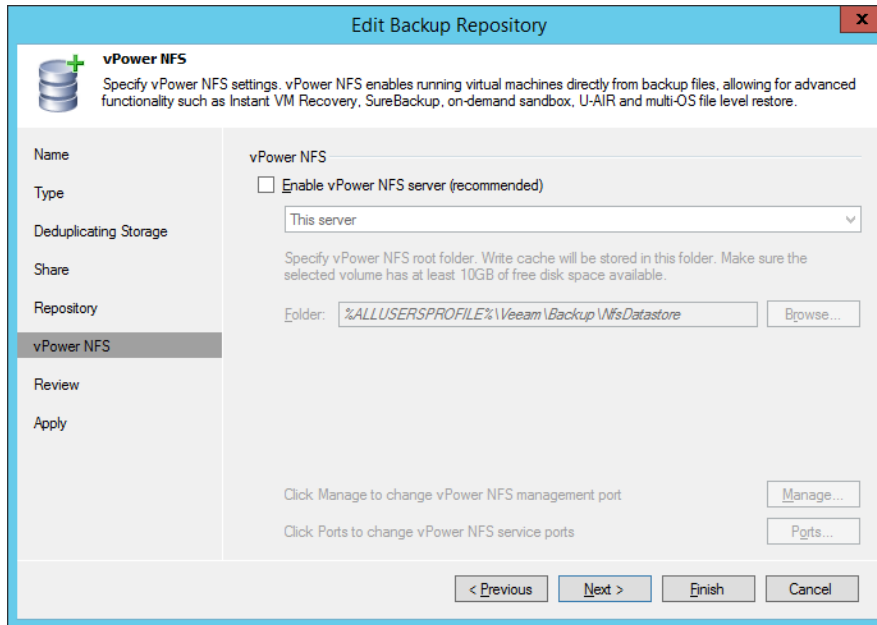 Edit Backup Repository
x
vPower NFS
Specify vPower NFS settings. vPower NFS enables running virtual machines directly from backup files, allowing for advanced
functionality such as Instant VM Recovery, SureBackup, on-demand sandbox, U-AIR and multi-OS file level restore.
Name
Type
Deduplicating Storage
Share
Repository
vPower NFS
Review
Apply
vPower NFS
Enable vPower NFS server (recommended)
This server
Specify vPower NFS root folder. Write cache will be stored in this folder. Make sure the
selected volume has at least 10GB of free disk space available.
Folder: %ALLUSERSPROFILE%\Veeam\Backup\NfsDatastore Browse...
Click Manage to change vPower NFS management port Manage...
Click Ports to change vPower NFS service ports Ports...
< Previous Next > Finish Cancel